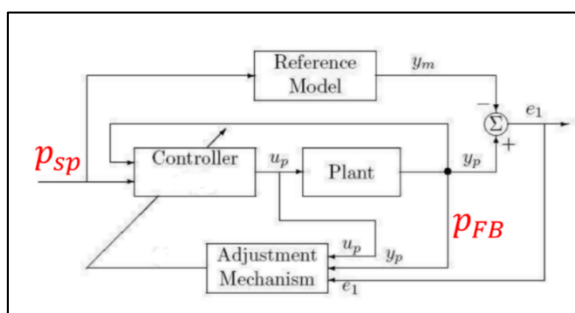 Reference
Model
y_m
−
e_1
Σ
+
p_SP
Controller
u_p
Plant
y_p
p_FB
u_p
Adjustment
Mechanism
y_p
e_1